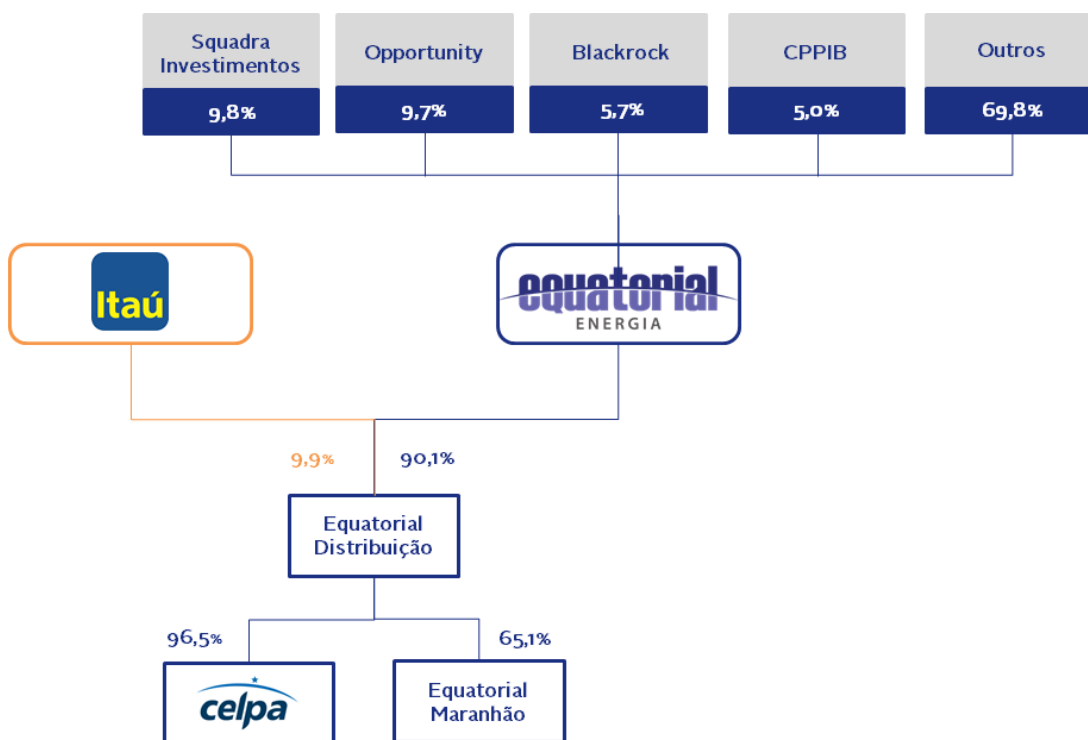 Squadra
Investimentos
Opportunity
Blackrock
CPPIB
Outros
9,8%
9,7%
5,7%
5,0%
69,8%
Itaú
equatorial
ENERGIA
9,9%
90,1%
Equatorial
Distribuição
96,5%
65,1%
celpa
Equatorial
Maranhão